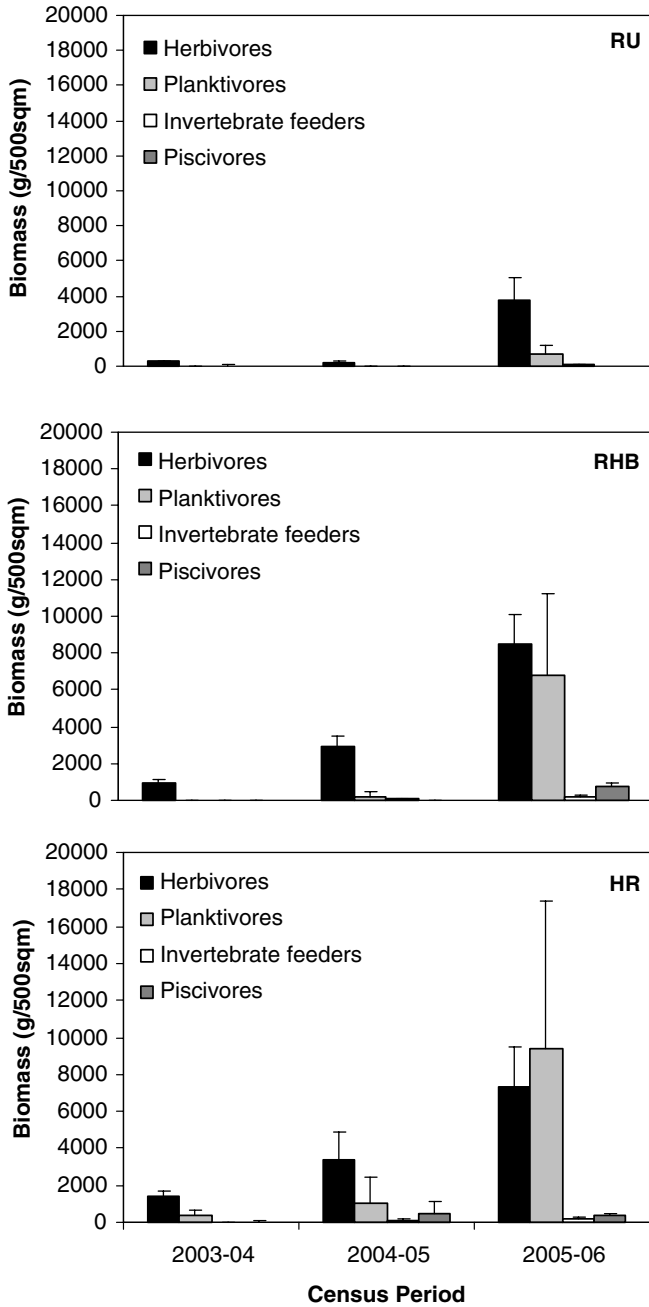 20000
18000
16000
14000
12000
10000
8000
6000
4000
2000
0
Biomass (g/500sqm)
RU
Herbivores
Planktivores
Invertebrate feeders
Piscivores
20000
18000
16000
14000
12000
10000
8000
6000
4000
2000
0
Biomass (g/500sqm)
RHB
Herbivores
Planktivores
Invertebrate feeders
Piscivores
20000
18000
16000
14000
12000
10000
8000
6000
4000
2000
0
Biomass (g/500sqm)
HR
Herbivores
Planktivores
Invertebrate feeders
Piscivores
2003-04 2004-05 2005-06
Census Period